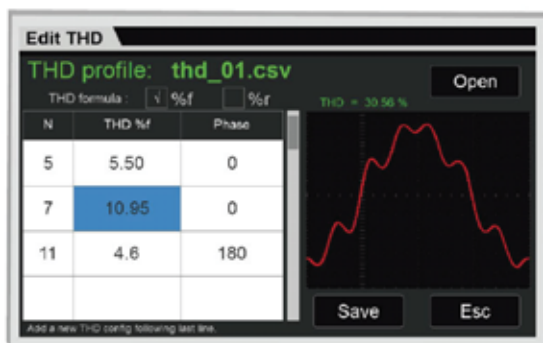 Edit THD
THD profile: thd_01.csv
Open
THD formula : √ %f %r
THD = 30.56 %
N THD %f Phase
5 5.50 0
7 10.95 0
11 4.6 180
Save Esc
Add a new THD config following last line.